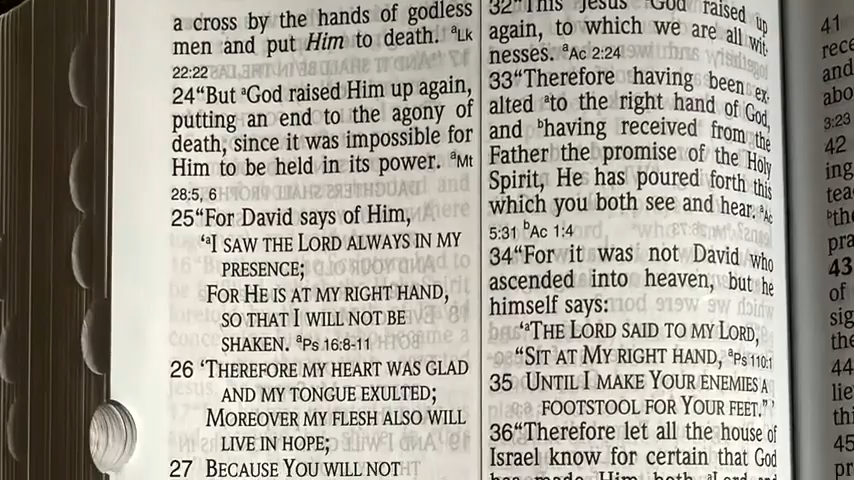 a cross by the hands of godless
men and put Him to death. aLk
22:22
24“But aGod raised Him up again,
putting an end to the agony of
death, since it was impossible for
Him to be held in its power. aMt
28:5, 6
25“For David says of Him,
‘aI SAW THE LORD ALWAYS IN MY
PRESENCE;
FOR HE IS AT MY RIGHT HAND,
SO THAT I WILL NOT BE
SHAKEN. aPs 16:8-11
26 ‘THEREFORE MY HEART WAS GLAD
AND MY TONGUE EXULTED;
MOREOVER MY FLESH ALSO WILL
LIVE IN HOPE;
27 BECAUSE YOU WILL NOT
32“This Jesus God raised up
again, to which we are all wit-
nesses. aAc 2:24
33“Therefore having been ex-
alted ato the right hand of God,
and bhaving received from the
Father the promise of the Holy
Spirit, He has poured forth this
which you both see and hear. aAc
5:31 bAc 1:4
34“For it was not David who
ascended into heaven, but he
himself says:
‘aTHE LORD SAID TO MY LORD,
“SIT AT MY RIGHT HAND, aPs 110:1
35 UNTIL I MAKE YOUR ENEMIES A
FOOTSTOOL FOR YOUR FEET.” ’
36“Therefore let all the house of
Israel know for certain that God
has made Him both Lord and
41
3:23
42
43
of
44
45